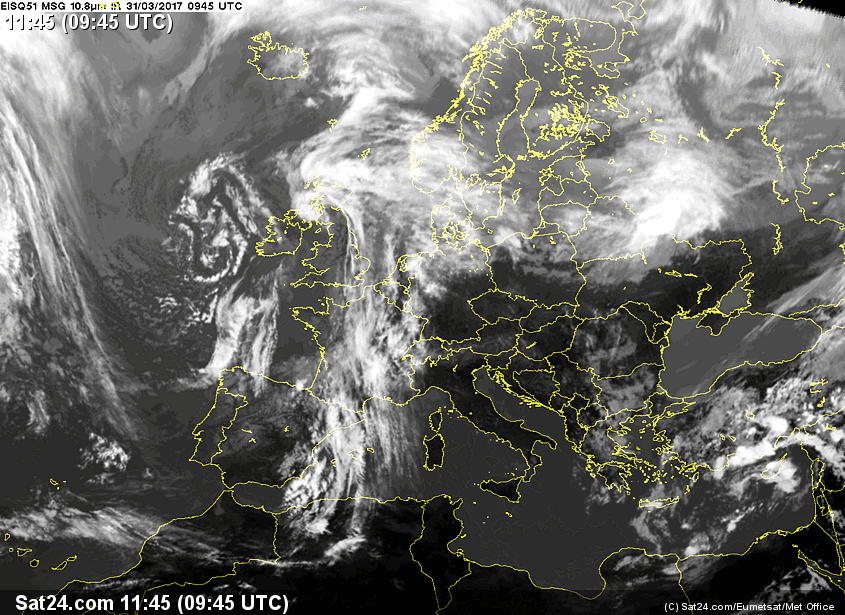 EISQ51 MSG 10.8µm IR 31/03/2017 0945 UTC
11:45 (09:45 UTC)
Sat24.com 11:45 (09:45 UTC)
(C) Sat24.com/Eumetsat/Met Office